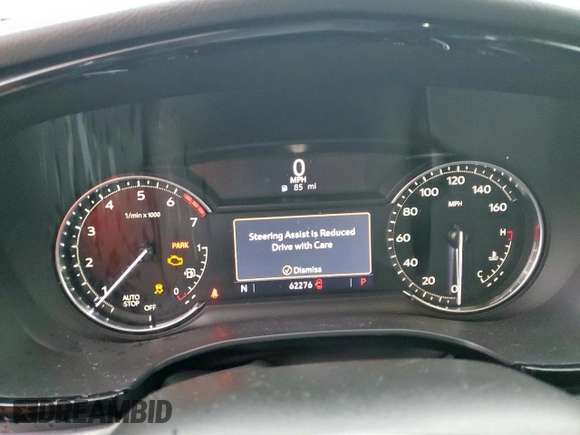 0
MPH
85 mi
1 2 3 4 5 6 7
1/min x 1000
PARK
1
0
AUTO
STOP
OFF
Steering Assist is Reduced
Drive with Care
Dismiss
N 62276 P
0 20 40 60 80 100 120 140 160
MPH
H
C
DREAMBID